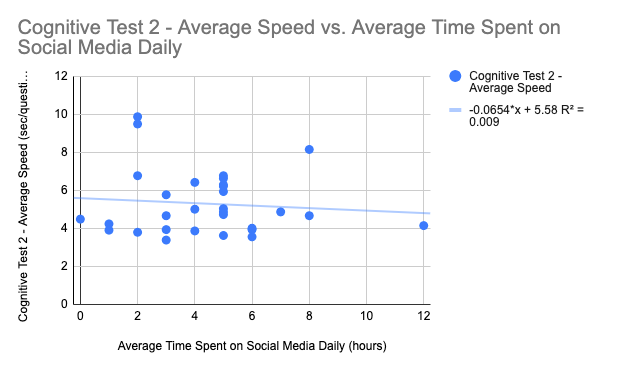 Cognitive Test 2 - Average Speed vs. Average Time Spent on
Social Media Daily
Cognitive Test 2 - Average Speed (sec/questi…
12
10
8
6
4
2
0
0 2 4 6 8 10 12
Average Time Spent on Social Media Daily (hours)
Cognitive Test 2 -
Average Speed
-0.0654*x + 5.58 R² =
0.009